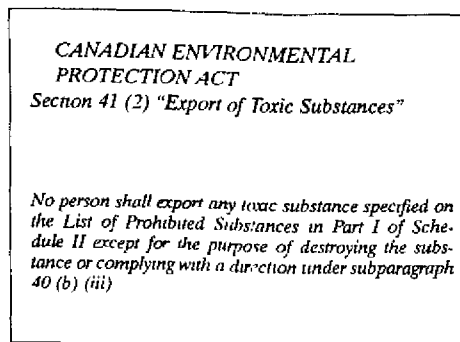 CANADIAN ENVIRONMENTAL
PROTECTION ACT
Section 41 (2) "Export of Toxic Substances"
No person shall export any toxic substance specified on
the List of Prohibited Substances in Part I of Sche-
dule II except for the purpose of destroying the subs-
tance or complying with a direction under subparagraph
40 (b) (iii)